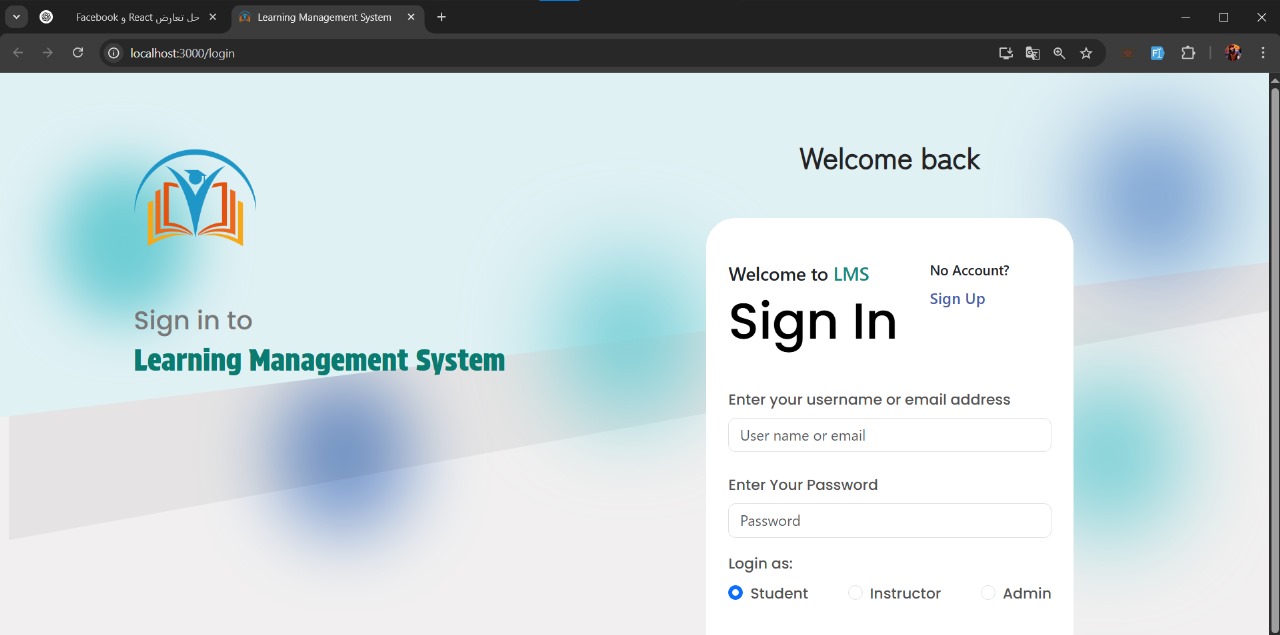 حل تعارض React و Facebook
Learning Management System
localhost:3000/login
Welcome back
Sign in to
Learning Management System
Welcome to LMS
No Account?
Sign Up
Sign In
Enter your username or email address
User name or email
Enter Your Password
Password
Login as:
Student Instructor Admin